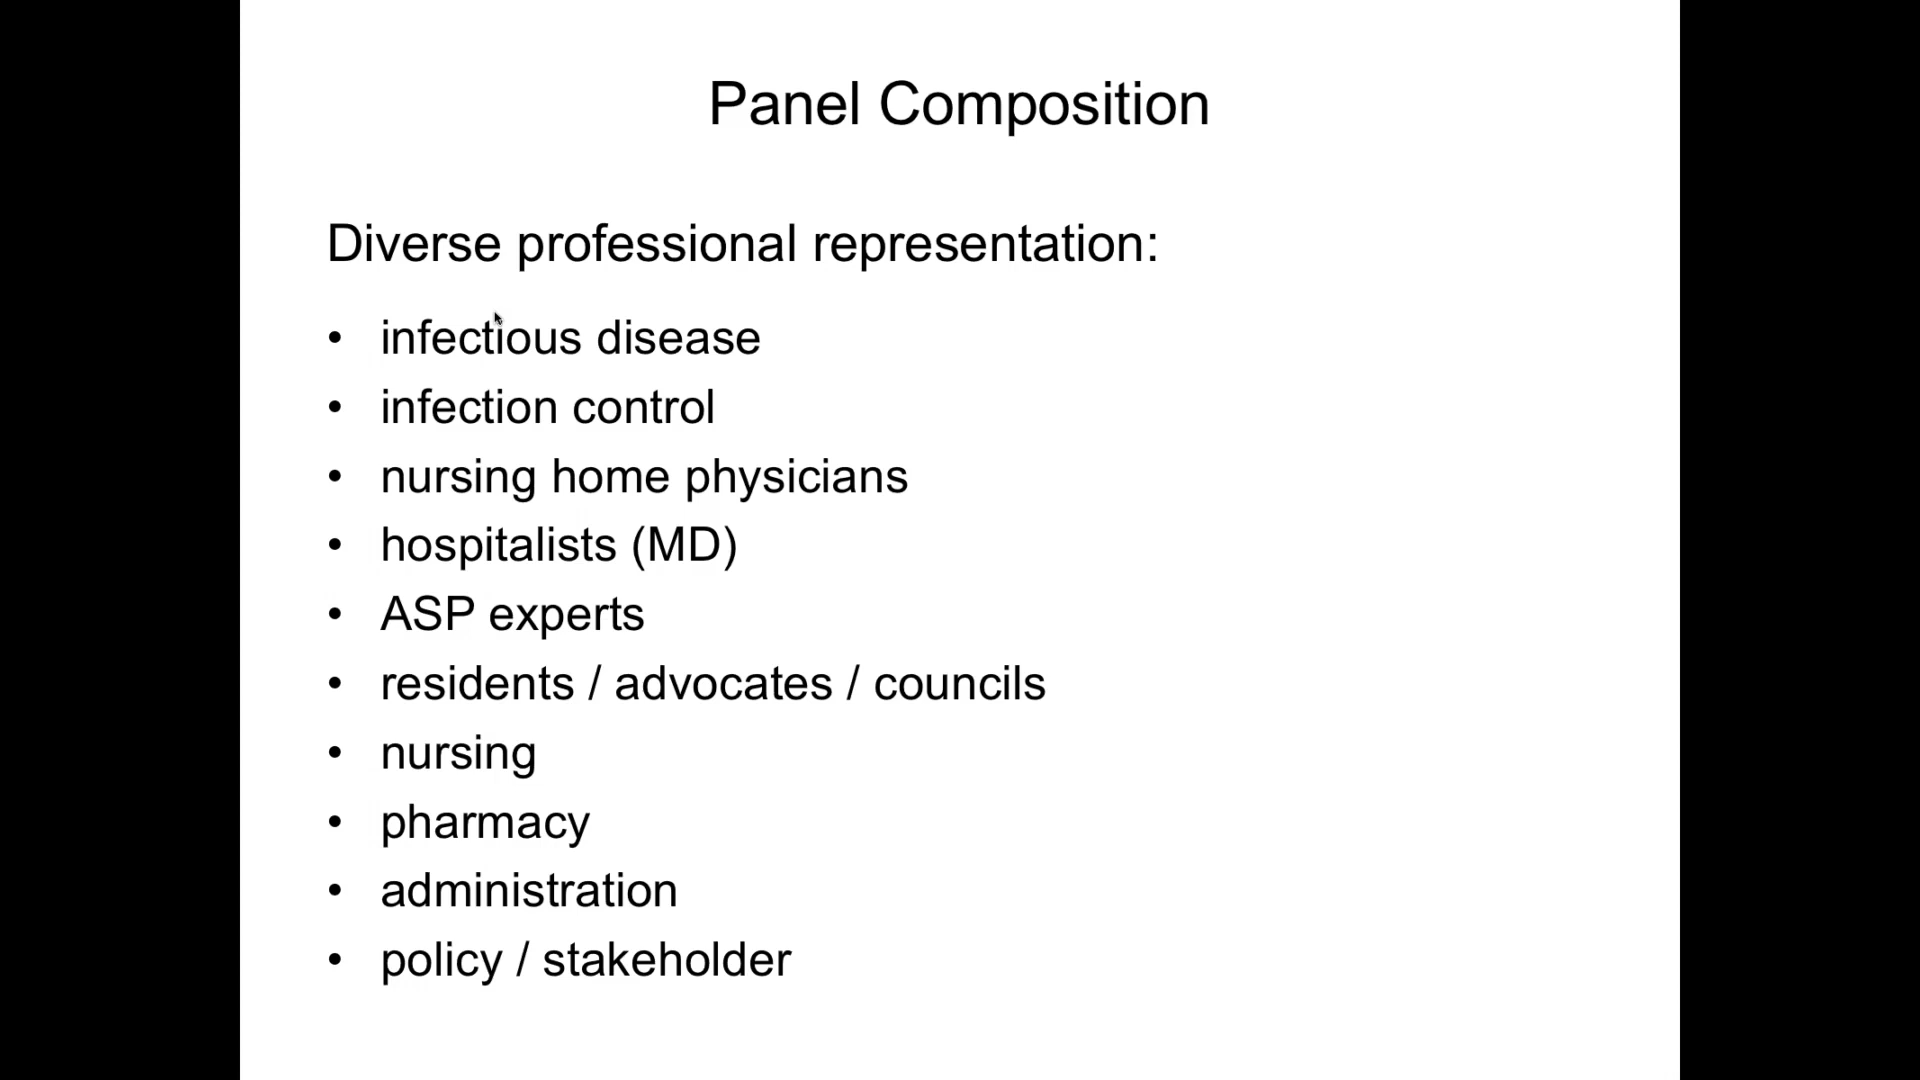 Panel Composition
Diverse professional representation:
• infectious disease
• infection control
• nursing home physicians
• hospitalists (MD)
• ASP experts
• residents / advocates / councils
• nursing
• pharmacy
• administration
• policy / stakeholder